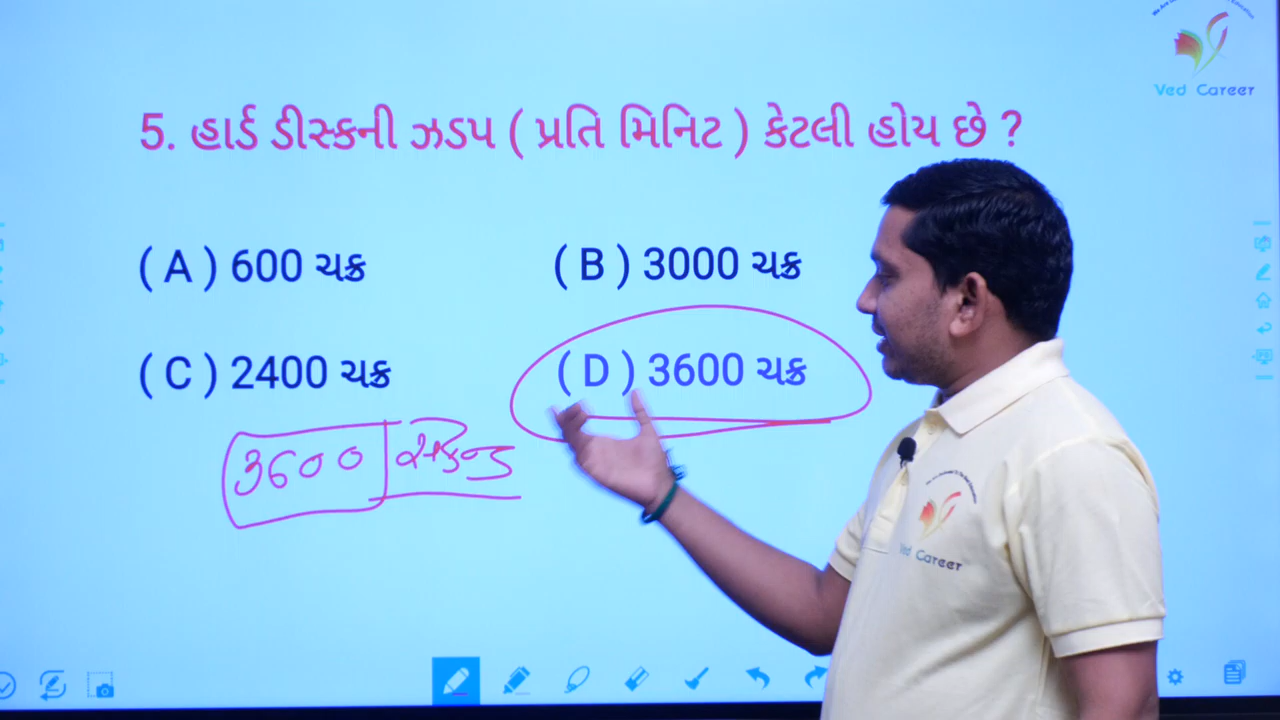 Ved Career
5. હાર્ડ ડીસ્કની ઝડપ ( પ્રતિ મિનિટ ) કેટલી હોય છે ?
( A ) 600 ચક્ર
( B ) 3000 ચક્ર
( C ) 2400 ચક્ર
( D ) 3600 ચક્ર
3600 સેકન્ડ
Ved Career